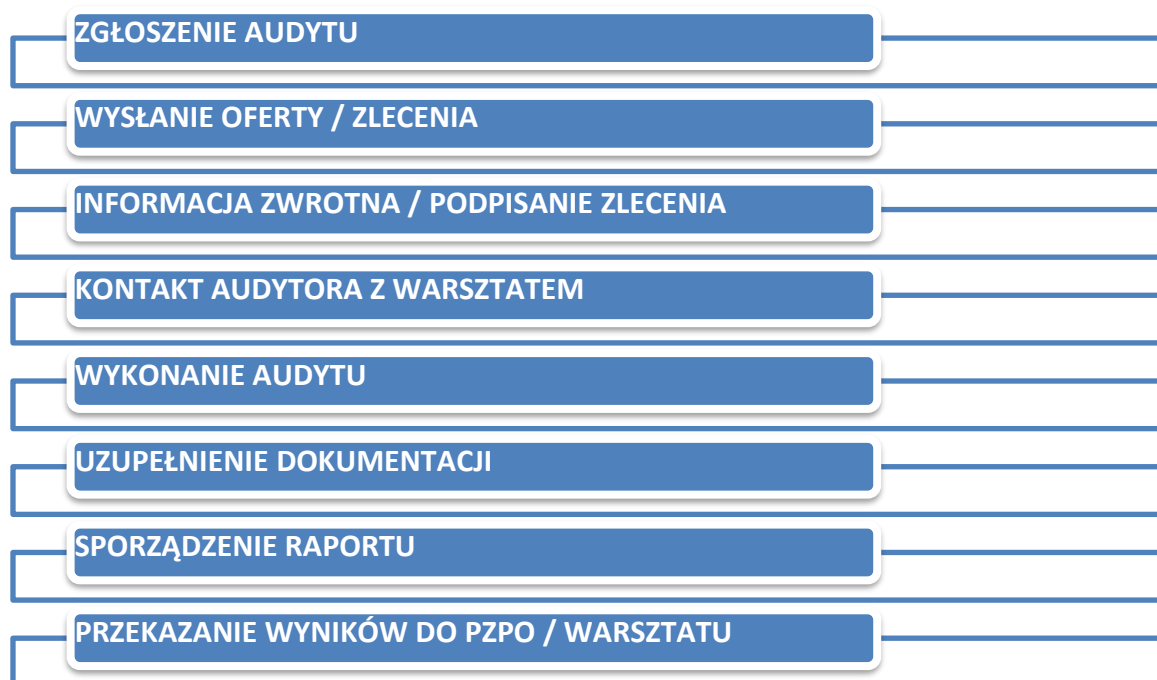 ZGŁOSZENIE AUDYTU
WYSŁANIE OFERTY / ZLECENIA
INFORMACJA ZWROTNA / PODPISANIE ZLECENIA
KONTAKT AUDYTORA Z WARSZTATEM
WYKONANIE AUDYTU
UZUPEŁNIENIE DOKUMENTACJI
SPORZĄDZENIE RAPORTU
PRZEKAZANIE WYNIKÓW DO PZPO / WARSZTATU